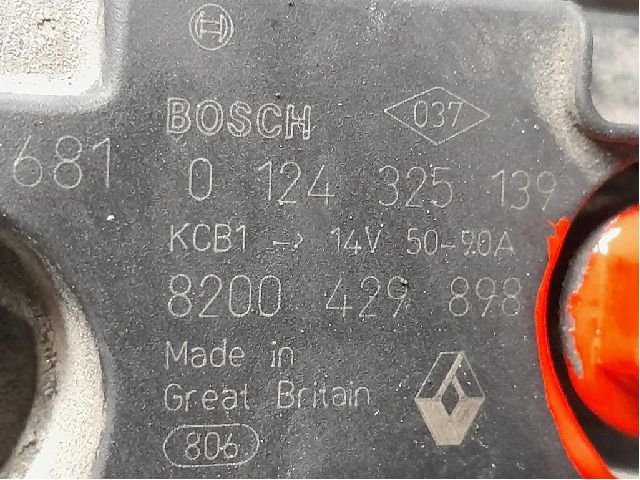 BOSCH
037
681
0 124 325 139
KCB1 -> 14V 50-90A
8200 429 898
Made in
Great Britain
806